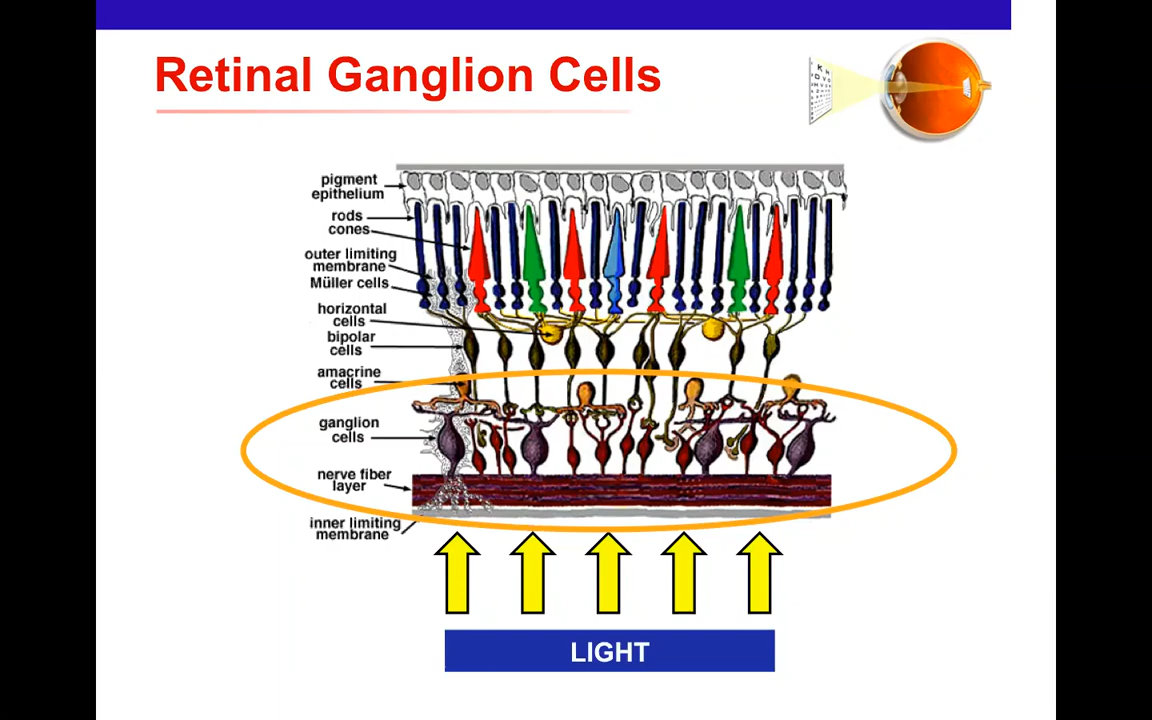 Retinal Ganglion Cells
pigment
epithelium
rods
cones
outer limiting
membrane
Müller cells
horizontal
cells
bipolar
cells
amacrine
cells
ganglion
cells
nerve fiber
layer
inner limiting
membrane
LIGHT